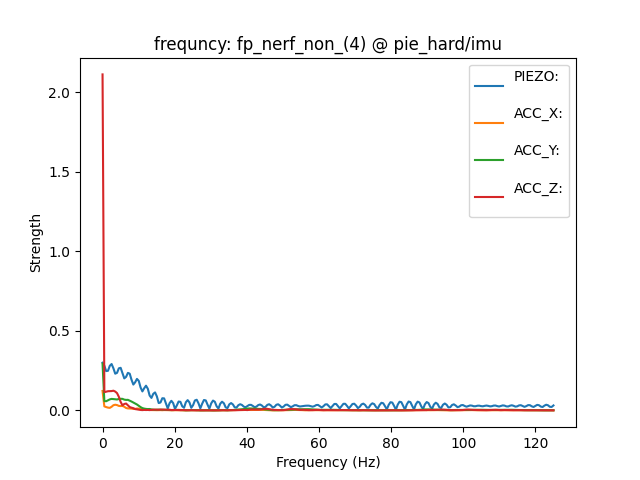 frequncy: fp_nerf_non_(4) @ pie_hard/imu
PIEZO:
ACC_X:
ACC_Y:
ACC_Z:
Strength
2.0
1.5
1.0
0.5
0.0
0 20 40 60 80 100 120
Frequency (Hz)